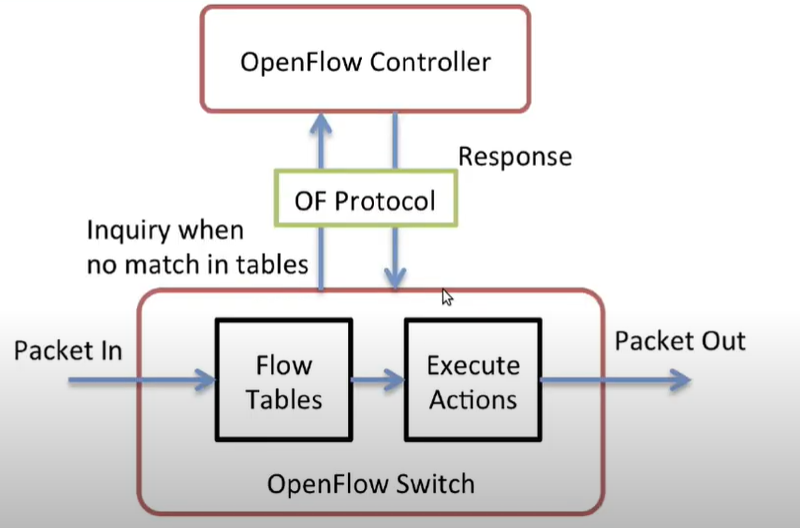 OpenFlow Controller
Response
OF Protocol
Inquiry when
no match in tables
Packet In
Flow
Tables
Execute
Actions
Packet Out
OpenFlow Switch